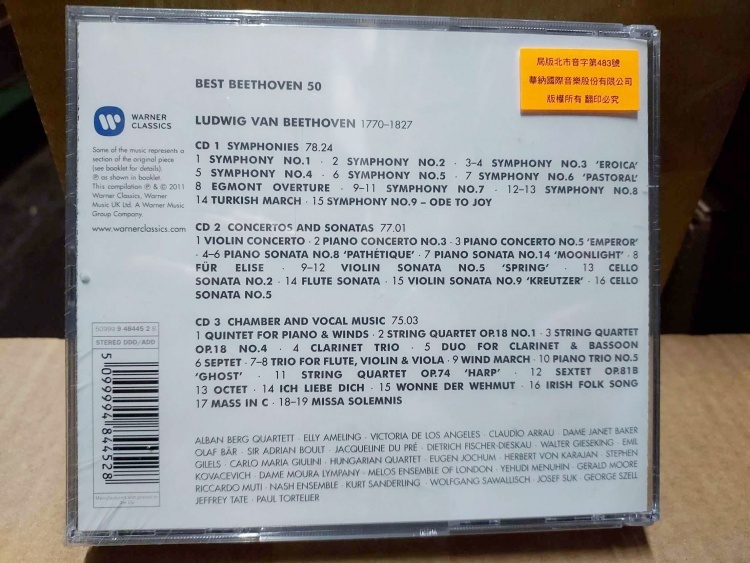 局版北市音字第483號
華納國際音樂股份有限公司
版權所有 翻印必究
BEST BEETHOVEN 50
LUDWIG VAN BEETHOVEN 1770–1827
WARNER
CLASSICS
Some of the music represents a
section of the original piece
(see booklet for details).
℗ as shown in booklet.
This compilation ℗ & © 2011
Warner Classics, Warner
Music UK Ltd. A Warner Music
Group Company.
www.warnerclassics.com
CD 1 SYMPHONIES 78.24
1 SYMPHONY NO.1 · 2 SYMPHONY NO.2 · 3–4 SYMPHONY NO.3 'EROICA'
5 SYMPHONY NO.4 · 6 SYMPHONY NO.5 · 7 SYMPHONY NO.6 'PASTORAL'
8 EGMONT OVERTURE · 9–11 SYMPHONY NO.7 · 12–13 SYMPHONY NO.8
14 TURKISH MARCH · 15 SYMPHONY NO.9 – ODE TO JOY
CD 2 CONCERTOS AND SONATAS 77.01
1 VIOLIN CONCERTO · 2 PIANO CONCERTO NO.3 · 3 PIANO CONCERTO NO.5 'EMPEROR'
· 4–6 PIANO SONATA NO.8 'PATHÉTIQUE' · 7 PIANO SONATA NO.14 'MOONLIGHT' · 8
FÜR ELISE · 9–12 VIOLIN SONATA NO.5 'SPRING' · 13 CELLO
SONATA NO.2 · 14 FLUTE SONATA · 15 VIOLIN SONATA NO.9 'KREUTZER' · 16 CELLO
SONATA NO.5
CD 3 CHAMBER AND VOCAL MUSIC 75.03
1 QUINTET FOR PIANO & WINDS · 2 STRING QUARTET OP.18 NO.1 · 3 STRING QUARTET
OP.18 NO.4 · 4 CLARINET TRIO · 5 DUO FOR CLARINET & BASSOON
6 SEPTET · 7–8 TRIO FOR FLUTE, VIOLIN & VIOLA · 9 WIND MARCH · 10 PIANO TRIO NO.5
'GHOST' · 11 STRING QUARTET OP.74 'HARP' · 12 SEXTET OP.81B
13 OCTET · 14 ICH LIEBE DICH · 15 WONNE DER WEHMUT · 16 IRISH FOLK SONG
17 MASS IN C · 18–19 MISSA SOLEMNIS
5 0999 9 48445 2 8
STEREO DDD/ADD
5 099994 844528
ALBAN BERG QUARTETT · ELLY AMELING · VICTORIA DE LOS ANGELES · CLAUDIO ARRAU · DAME JANET BAKER
OLAF BÄR · SIR ADRIAN BOULT · JACQUELINE DU PRÉ · DIETRICH FISCHER-DIESKAU · WALTER GIESEKING · EMIL
GILELS · CARLO MARIA GIULINI · HUNGARIAN QUARTET · EUGEN JOCHUM · HERBERT VON KARAJAN · STEPHEN
KOVACEVICH · DAME MOURA LYMPANY · MELOS ENSEMBLE OF LONDON · YEHUDI MENUHIN · GERALD MOORE
RICCARDO MUTI · NASH ENSEMBLE · KURT SANDERLING · WOLFGANG SAWALLISCH · JOSEF SUK · GEORGE SZELL
JEFFREY TATE · PAUL TORTELIER